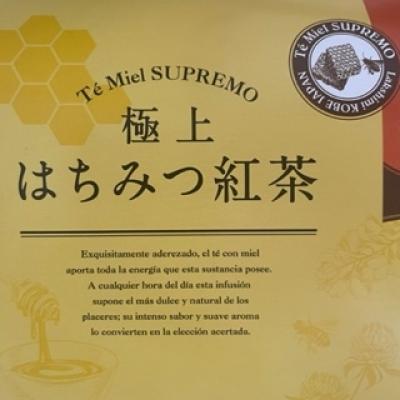 Té Miel SUPREMO
極上
はちみつ紅茶
Exquisitamente aderezado, el té con miel
aporta toda la energía que esta sustancia posee.
A cualquier hora del día esta infusión
supone el más dulce y natural de los
placeres; su intenso sabor y suave aroma
lo convierten en la elección acertada.
Té Miel SUPREMO
Lakshimi KOBE JAPAN